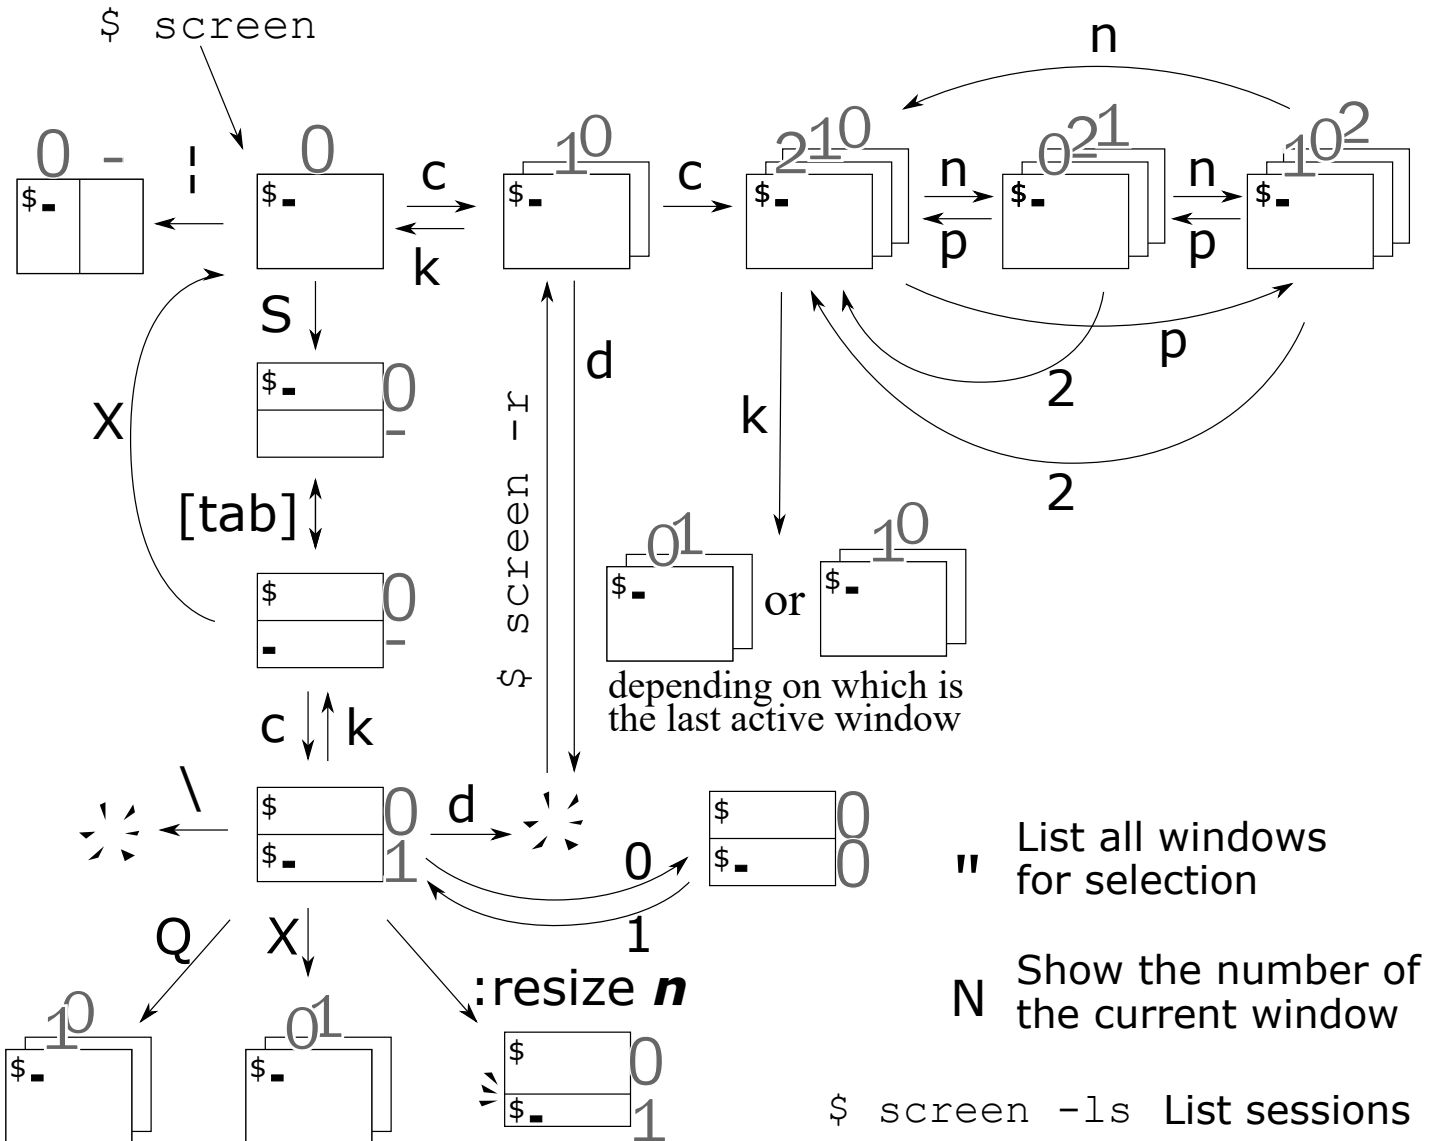 $ screen
n
0 -
¦
0
1 0
2 1 0
0 2 1
1 0 2
$
$
$
$
$
$
c
c
n
n
k
p
p
S
$
0
-
d
p
2
X
k
2
[tab]
$ screen -r
$
0
-
0 1
$
or
1 0
$
depending on which is
the last active window
c
k
\
$
0
$
1
d
0
1
$
0
$
0
" List all windows
for selection
Q
X
:resize n
N Show the number of
the current window
1 0
$
0 1
$
$
0
$
1
$ screen -ls List sessions